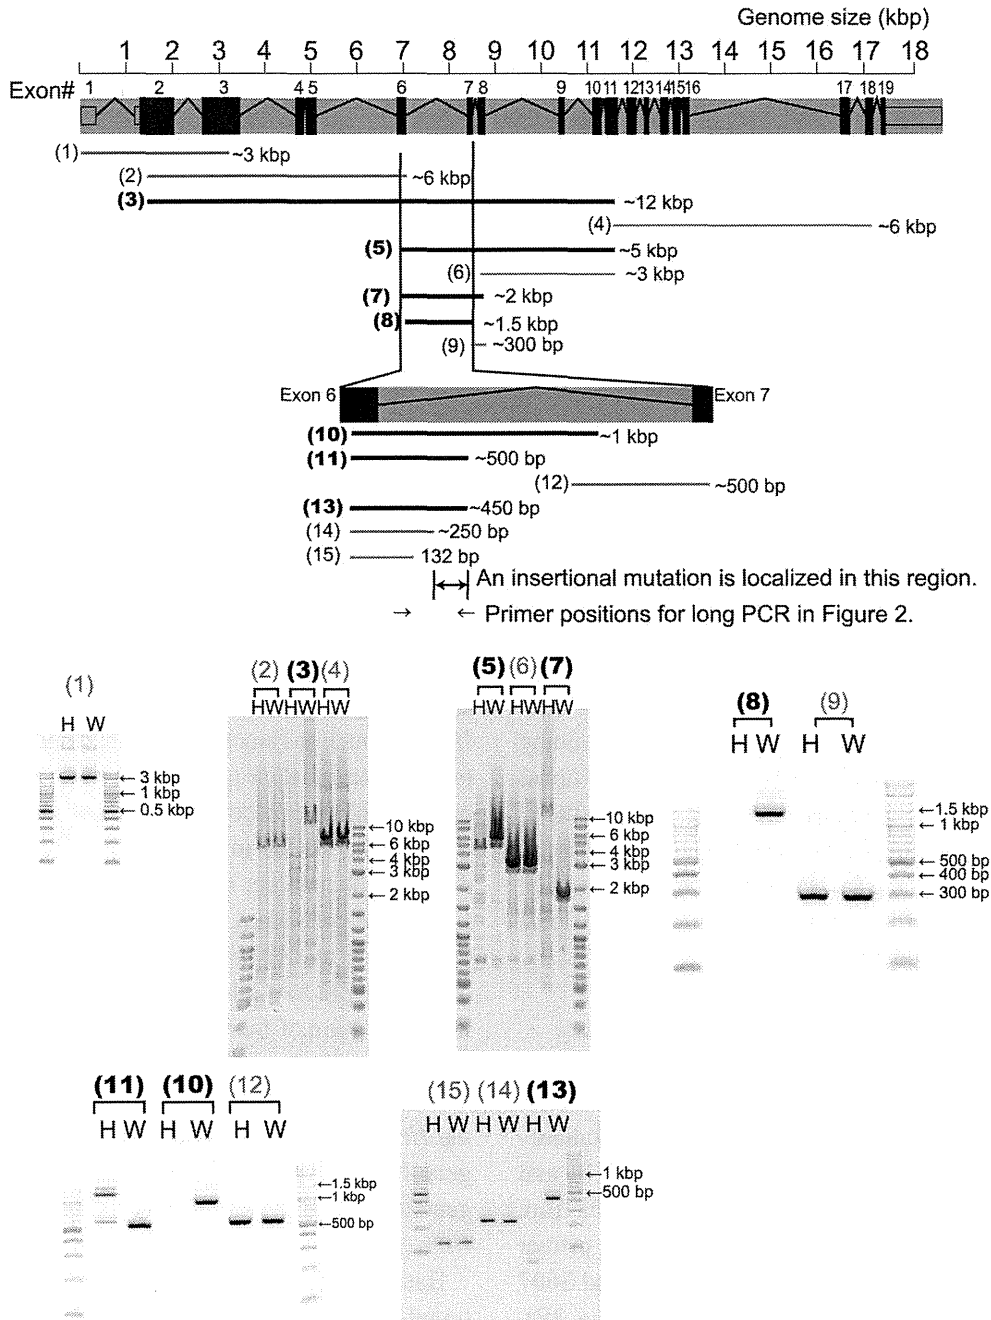 Genome size (kbp)
1 2 3 4 5 6 7 8 9 10 11 12 13 14 15 16 17 18
Exon# 1 2 3 4 5 6 7 8 9 10 11 12 13 14 15 16 17 18 19
(1) ~3 kbp
(2) ~6 kbp
(3) ~12 kbp
(4) ~6 kbp
(5) ~5 kbp
(6) ~3 kbp
(7) ~2 kbp
(8) ~1.5 kbp
(9) ~300 bp
Exon 6 Exon 7
(10) ~1 kbp
(11) ~500 bp
(12) ~500 bp
(13) ~450 bp
(14) ~250 bp
(15) 132 bp
An insertional mutation is localized in this region.
→ ← Primer positions for long PCR in Figure 2.
(1)
H W
←3 kbp
←1 kbp
←0.5 kbp
(2) (3) (4)
HWHWHW
←10 kbp
←6 kbp
←4 kbp
←3 kbp
←2 kbp
(5) (6) (7)
HW HW HW
←10 kbp
←6 kbp
←4 kbp
←3 kbp
←2 kbp
(8) (9)
H W H W
←1.5 kbp
←1 kbp
←500 bp
←400 bp
←300 bp
(11) (10) (12)
H W H W H W
←1.5 kbp
←1 kbp
←500 bp
(15) (14) (13)
H W H W H W
←1 kbp
←500 bp